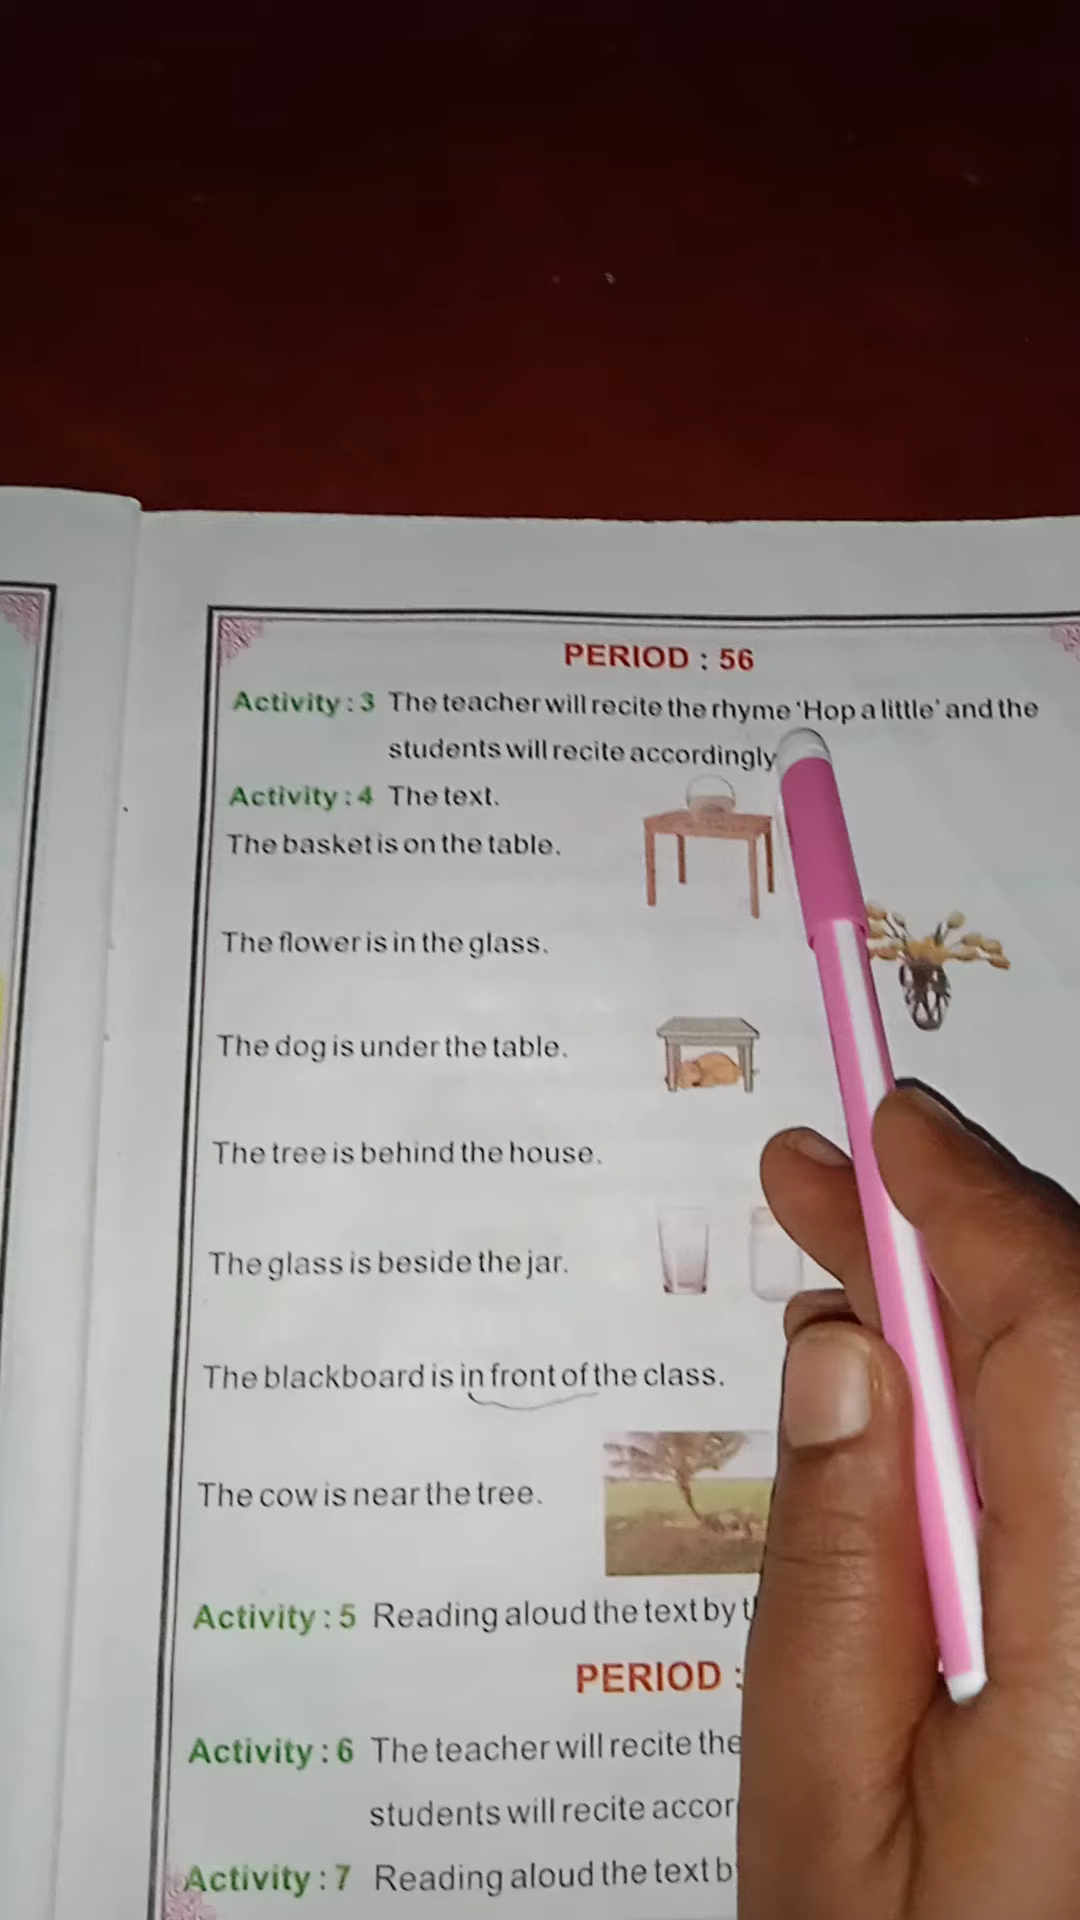 PERIOD : 56
Activity : 3 The teacher will recite the rhyme 'Hop a little' and the
students will recite accordingly
Activity : 4 The text.
The basket is on the table.
The flower is in the glass.
The dog is under the table.
The tree is behind the house.
The glass is beside the jar.
The blackboard is in front of the class.
The cow is near the tree.
Activity : 5 Reading aloud the text by
PERIOD :
Activity : 6 The teacher will recite the
students will recite
Activity : 7 Reading aloud the text